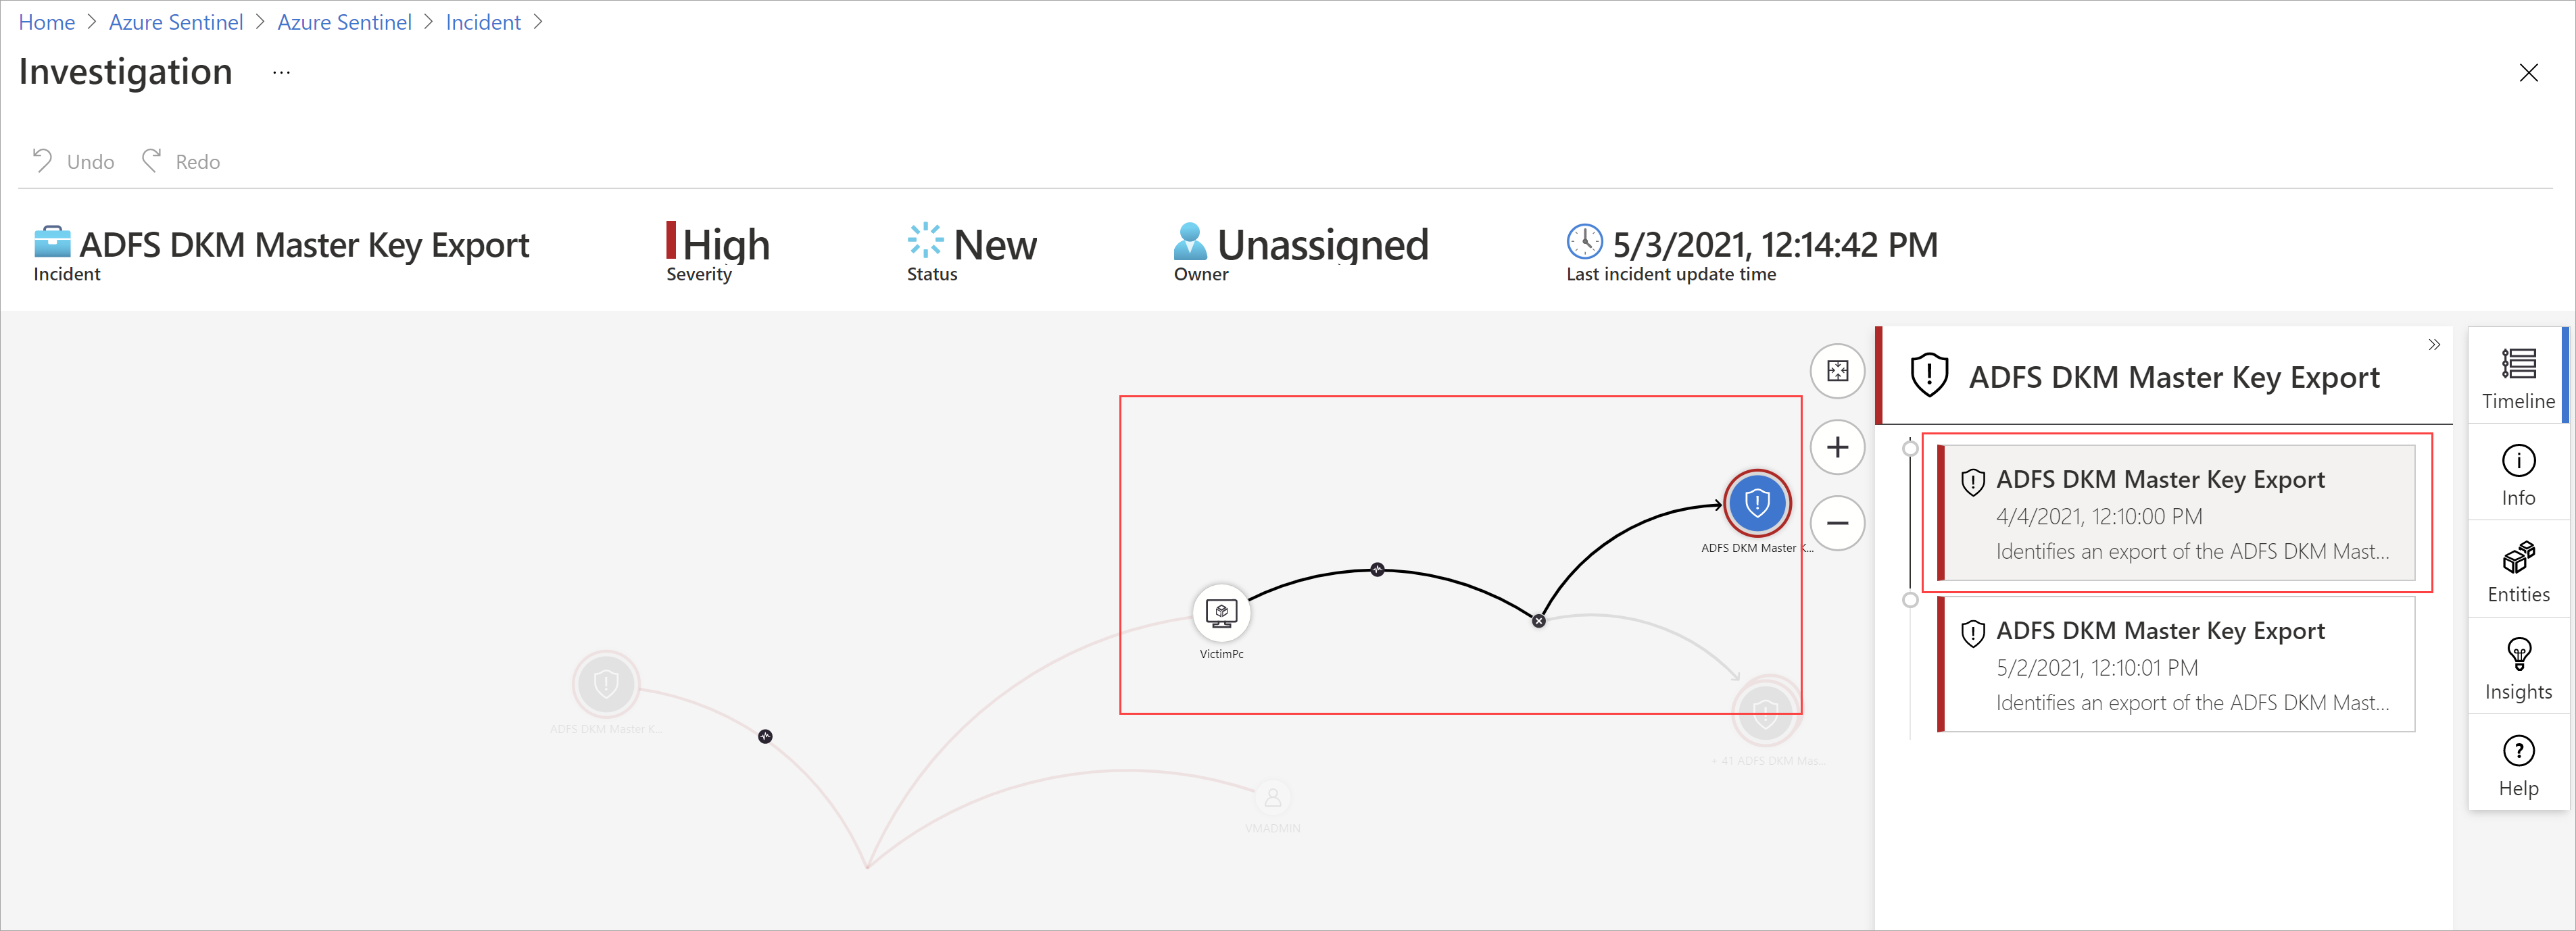 Home > Azure Sentinel > Azure Sentinel > Incident >
Investigation ...
Undo Redo
ADFS DKM Master Key Export
Incident
High
Severity
New
Status
Unassigned
Owner
5/3/2021, 12:14:42 PM
Last incident update time
ADFS DKM Master K...
VictimPc
ADFS DKM Master K...
+ 41 ADFS DKM Mas...
VMADMIN
ADFS DKM Master Key Export
ADFS DKM Master Key Export
4/4/2021, 12:10:00 PM
Identifies an export of the ADFS DKM Mast...
ADFS DKM Master Key Export
5/2/2021, 12:10:01 PM
Identifies an export of the ADFS DKM Mast...
Timeline
Info
Entities
Insights
Help